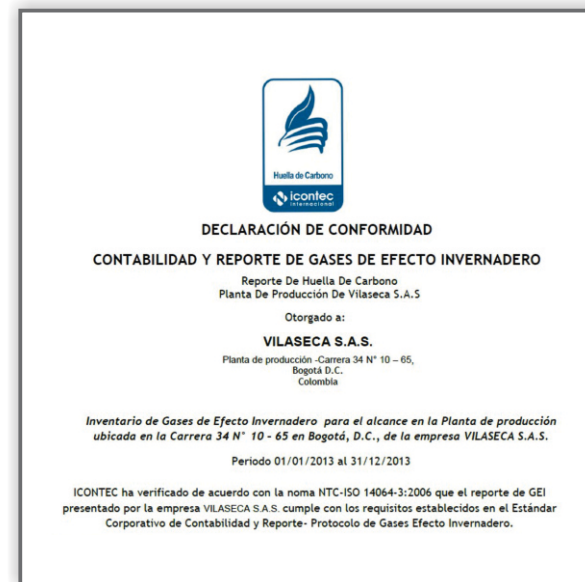 Huella de Carbono
icontec
internacional
DECLARACIÓN DE CONFORMIDAD
CONTABILIDAD Y REPORTE DE GASES DE EFECTO INVERNADERO
Reporte De Huella De Carbono
Planta De Producción De Vilaseca S.A.S
Otorgado a:
VILASECA S.A.S.
Planta de producción -Carrera 34 N° 10 – 65,
Bogotá D.C.
Colombia
Inventario de Gases de Efecto Invernadero para el alcance en la Planta de producción
ubicada en la Carrera 34 N° 10 - 65 en Bogotá, D.C., de la empresa VILASECA S.A.S.
Período 01/01/2013 al 31/12/2013
ICONTEC ha verificado de acuerdo con la noma NTC-ISO 14064-3:2006 que el reporte de GEI
presentado por la empresa VILASECA S.A.S. cumple con los requisitos establecidos en el Estándar
Corporativo de Contabilidad y Reporte- Protocolo de Gases Efecto Invernadero.